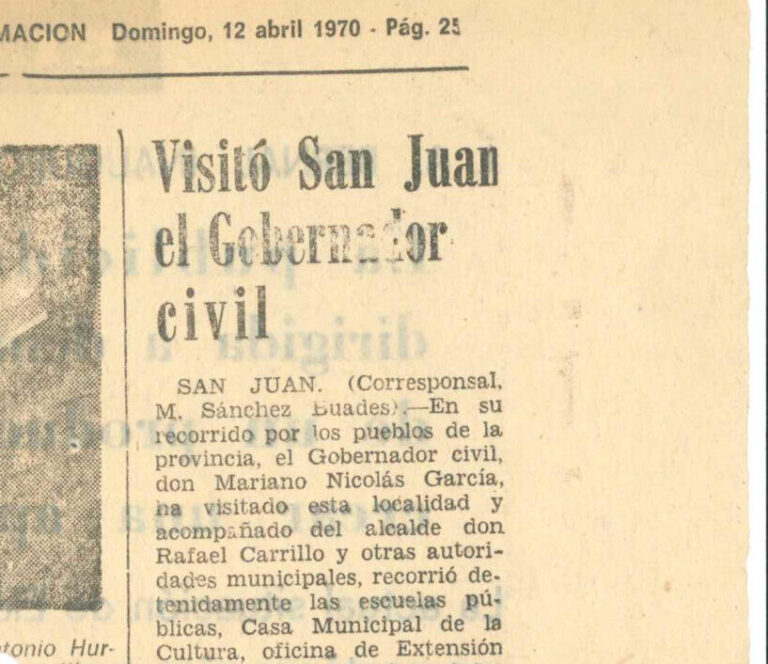 MACION Domingo, 12 abril 1970 - Pág. 25
Visitó San Juan
el Gobernador
civil
SAN JUAN. (Corresponsal,
M. Sánchez Buades).—En su
recorrido por los pueblos de la
provincia, el Gobernador civil,
don Mariano Nicolás García,
ha visitado esta localidad y
acompañado del alcalde don
Rafael Carrillo y otras autori-
dades municipales, recorrió de-
tenidamente las escuelas pú-
blicas, Casa Municipal de la
Cultura, oficina de Extensión
ntonio Hur-